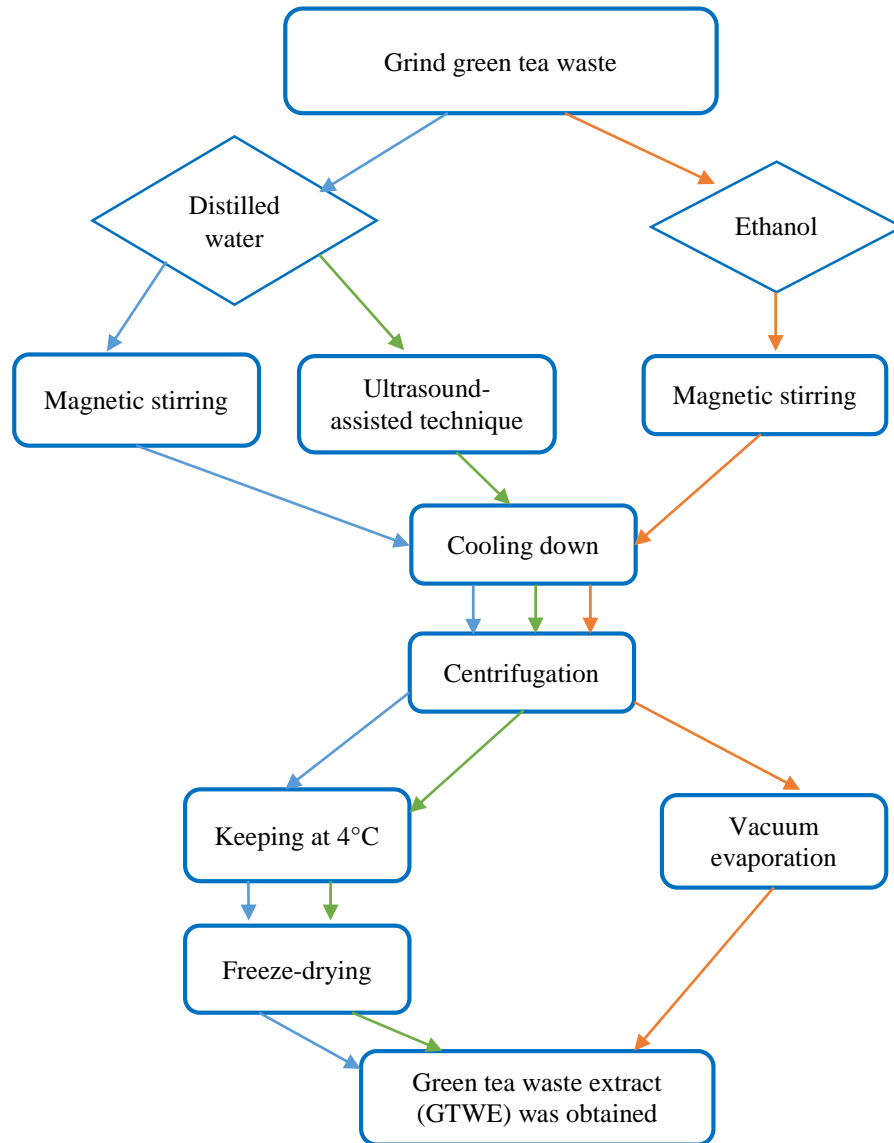 Grind green tea waste
Distilled
water
Ethanol
Magnetic stirring
Ultrasound-
assisted technique
Magnetic stirring
Cooling down
Centrifugation
Keeping at 4°C
Vacuum
evaporation
Freeze-drying
Green tea waste extract
(GTWE) was obtained